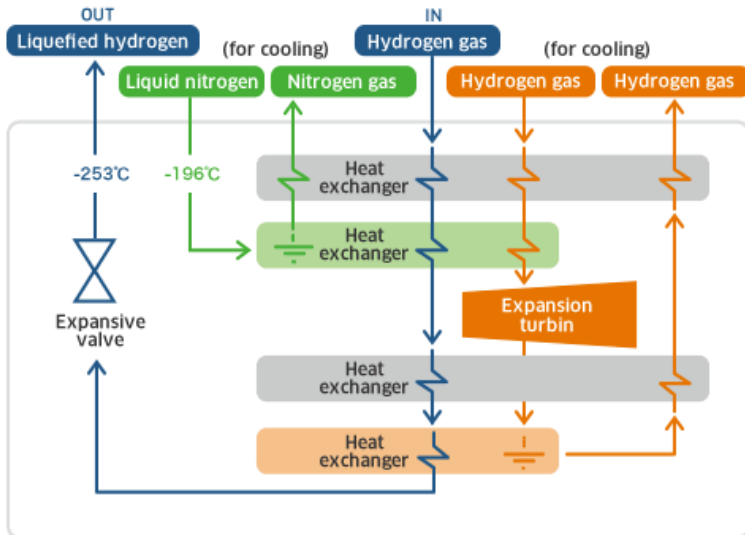 OUT
IN
Liquefied hydrogen
(for cooling)
Hydrogen gas
(for cooling)
Liquid nitrogen
Nitrogen gas
Hydrogen gas
Hydrogen gas
-253℃
-196℃
Heat
exchanger
Heat
exchanger
Expansion
turbin
Expansive
valve
Heat
exchanger
Heat
exchanger